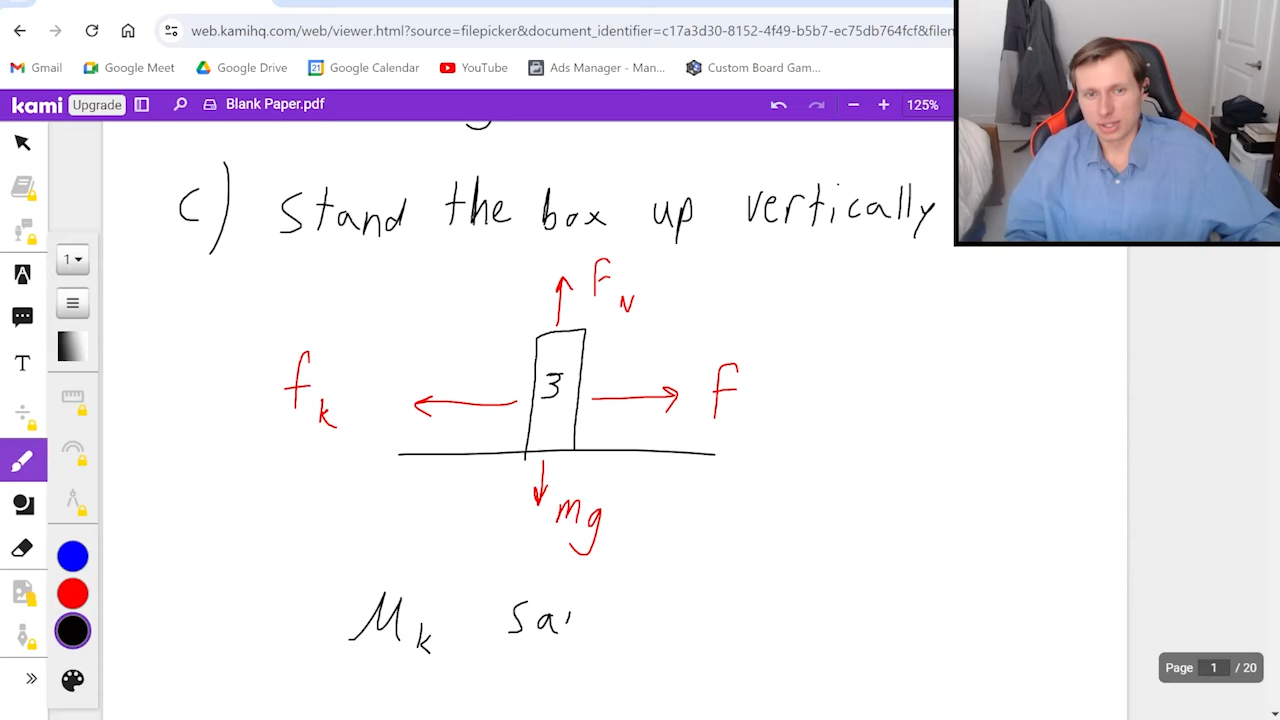 web.kamihq.com/web/viewer.html?source=filepicker&document_identifier=c17a3d30-8152-4f49-b5b7-ec75db764fcf&filen
Gmail Google Meet Google Drive 21 Google Calendar YouTube Ads Manager - Man... Custom Board Gam...
kami Upgrade Blank Paper.pdf 125%
c) Stand the box up vertically
1
F N
3
f k
F
mg
T
μ k
Page 1 / 20